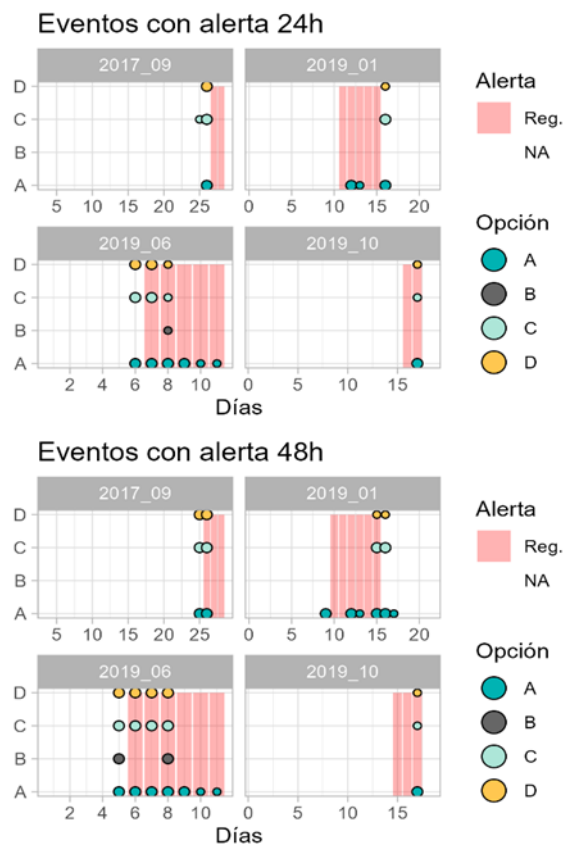 Eventos con alerta 24h
2017_09 2019_01
D
C
B
A
5 10 15 20 25 0 5 10 15 20
2019_06 2019_10
D
C
B
A
2 4 6 8 10 0 5 10 15
Días
Alerta
Reg.
NA
Opción
A
B
C
D
Eventos con alerta 48h
2017_09 2019_01
D
C
B
A
5 10 15 20 25 0 5 10 15 20
2019_06 2019_10
D
C
B
A
2 4 6 8 10 0 5 10 15
Días
Alerta
Reg.
NA
Opción
A
B
C
D